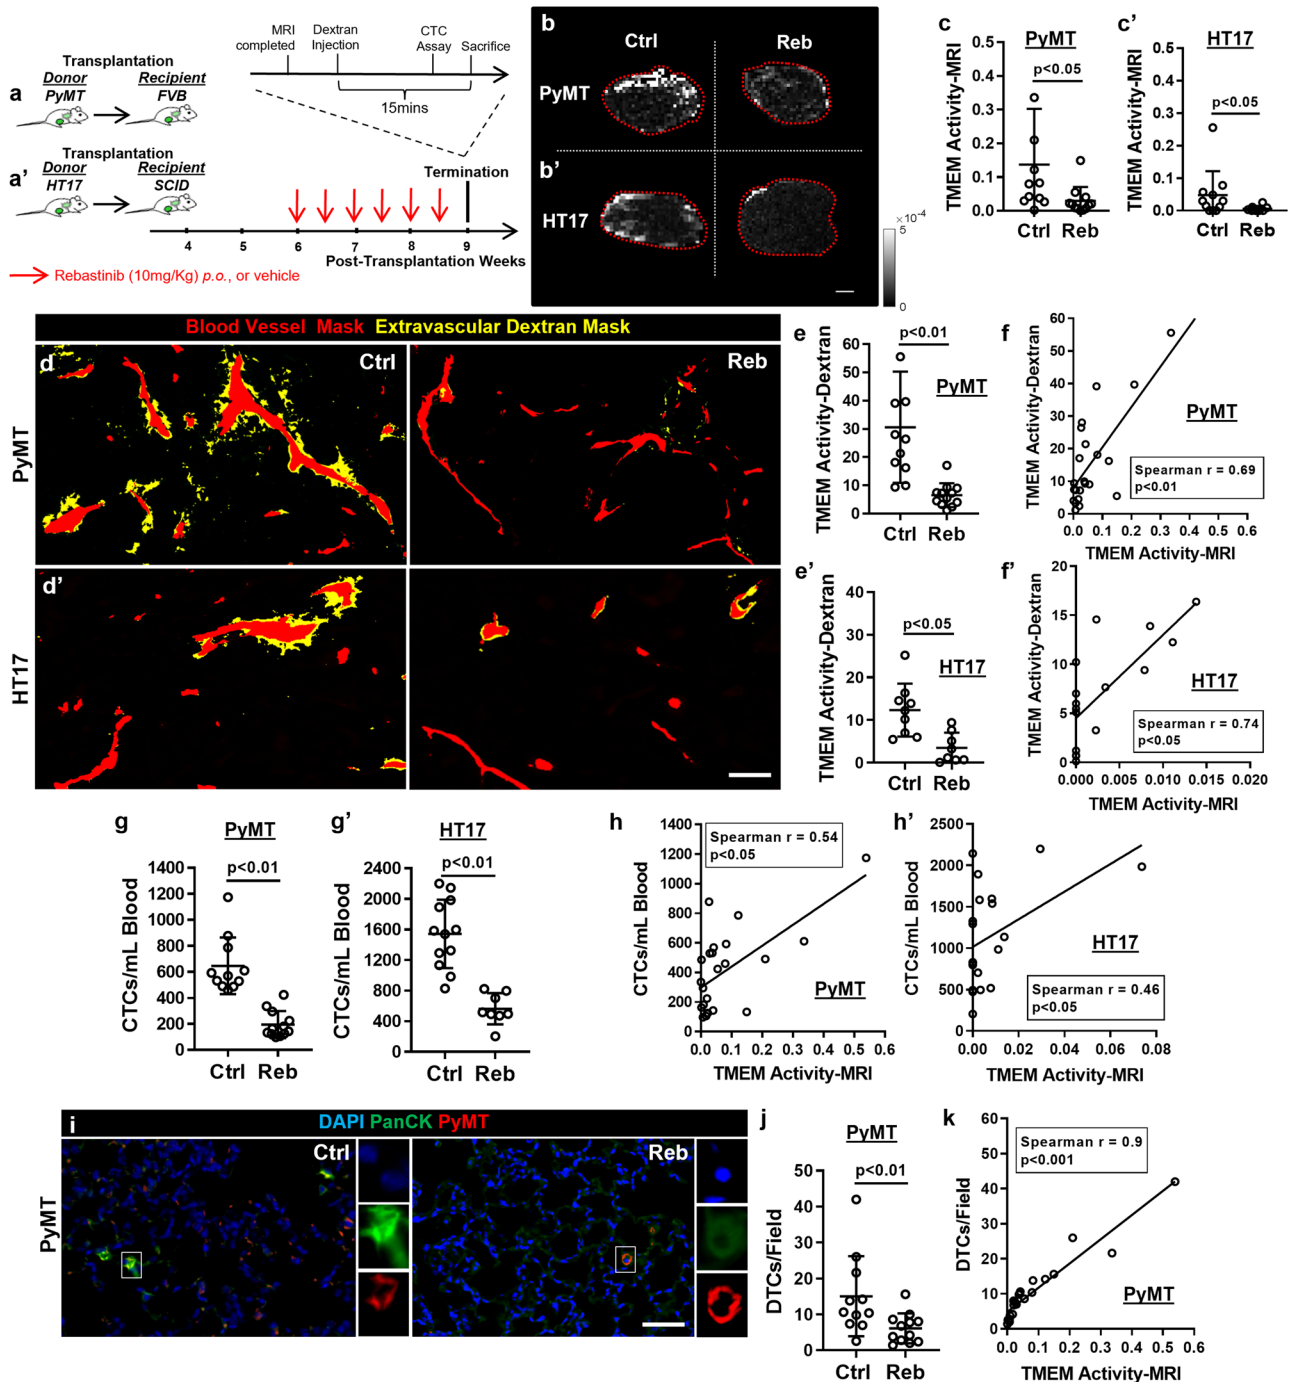 a
Transplantation
Donor Recipient
PyMT FVB
a'
Transplantation
Donor Recipient
HT17 SCID
MRI
completed
Dextran
Injection
CTC
Assay
Sacrifice
15mins
Termination
4 5 6 7 8 9
Post-Transplantation Weeks
Rebastinib (10mg/Kg) p.o., or vehicle
b
Ctrl Reb
PyMT
b'
HT17
×10⁻⁴
5
0
c
PyMT
p<0.05
TMEM Activity-MRI
0.5
0.4
0.3
0.2
0.1
0.0
Ctrl Reb
c'
HT17
p<0.05
TMEM Activity-MRI
0.5
0.4
0.3
0.2
0.1
0.0
Ctrl Reb
Blood Vessel Mask Extravascular Dextran Mask
d
Ctrl Reb
PyMT
d'
HT17
e
p<0.01
PyMT
TMEM Activity-Dextran
60
50
40
30
20
10
0
Ctrl Reb
f
TMEM Activity-Dextran
60
50
40
30
20
10
0
PyMT
Spearman r = 0.69
p<0.01
0.0 0.1 0.2 0.3 0.4 0.5 0.6
TMEM Activity-MRI
e'
TMEM Activity-Dextran
40
30
20
10
0
p<0.05
HT17
Ctrl Reb
f'
TMEM Activity-Dextran
20
15
10
5
0
HT17
Spearman r = 0.74
p<0.05
0.000 0.005 0.010 0.015 0.020
TMEM Activity-MRI
g
PyMT
p<0.01
CTCs/mL Blood
1400
1200
1000
800
600
400
200
0
Ctrl Reb
g'
HT17
p<0.01
CTCs/mL Blood
2400
2000
1600
1200
800
400
0
Ctrl Reb
h
CTCs/mL Blood
1400
1200
1000
800
600
400
200
0
Spearman r = 0.54
p<0.05
PyMT
0.0 0.1 0.2 0.3 0.4 0.5 0.6
TMEM Activity-MRI
h'
CTCs/mL Blood
2500
2000
1500
1000
500
0
HT17
Spearman r = 0.46
p<0.05
0.00 0.02 0.04 0.06 0.08
TMEM Activity-MRI
i
DAPI PanCK PyMT
Ctrl Reb
PyMT
j
PyMT
p<0.01
DTCs/Field
50
40
30
20
10
0
Ctrl Reb
k
DTCs/Field
60
50
40
30
20
10
0
Spearman r = 0.9
p<0.001
PyMT
0.0 0.1 0.2 0.3 0.4 0.5 0.6
TMEM Activity-MRI